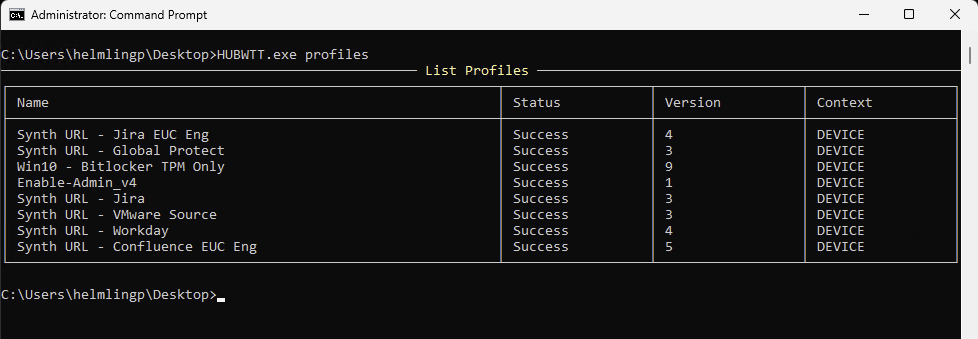 Administrator: Command Prompt
C:\Users\helmlingp\Desktop>HUBWTT.exe profiles
List Profiles
Name Status Version Context
Synth URL - Jira EUC Eng Success 4 DEVICE
Synth URL - Global Protect Success 3 DEVICE
Win10 - Bitlocker TPM Only Success 9 DEVICE
Enable-Admin_v4 Success 1 DEVICE
Synth URL - Jira Success 3 DEVICE
Synth URL - VMware Source Success 3 DEVICE
Synth URL - Workday Success 4 DEVICE
Synth URL - Confluence EUC Eng Success 5 DEVICE
C:\Users\helmlingp\Desktop>